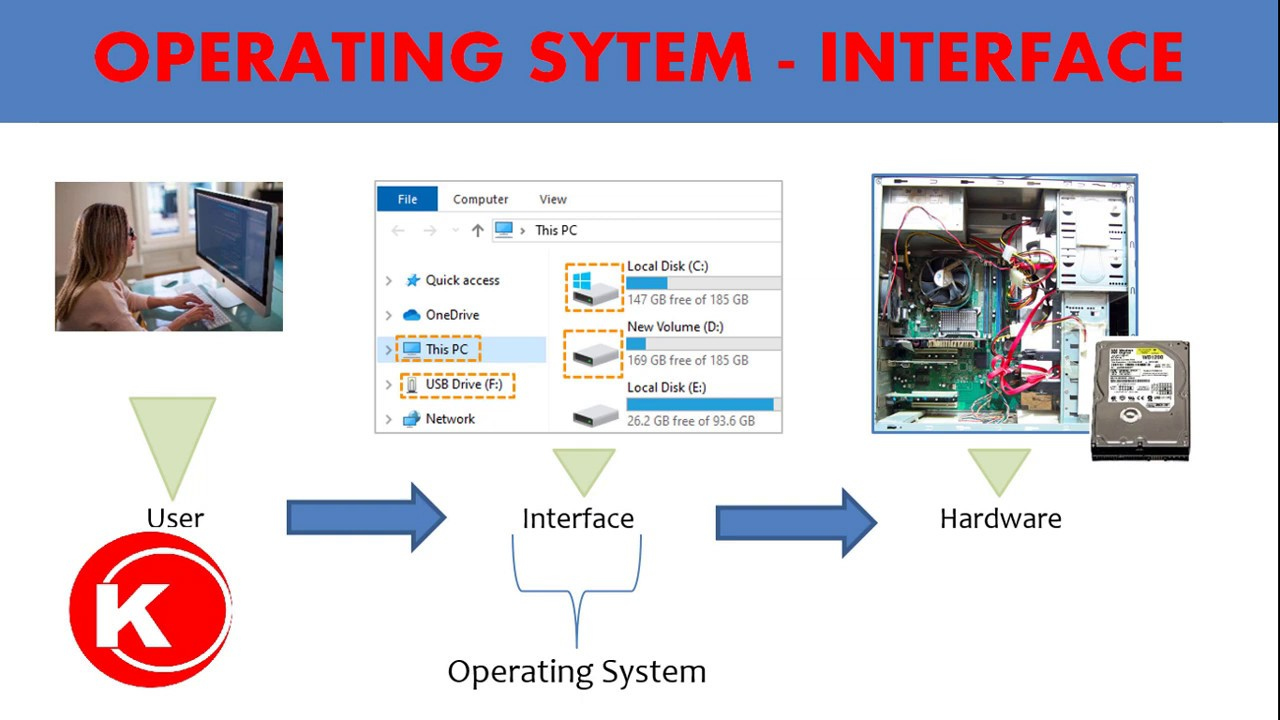 OPERATING SYTEM - INTERFACE
File Computer View
This PC
Quick access
OneDrive
This PC
USB Drive (F:)
Network
Local Disk (C:)
147 GB free of 185 GB
New Volume (D:)
169 GB free of 185 GB
Local Disk (E:)
26.2 GB free of 93.6 GB
User
Interface
Hardware
K
Operating System